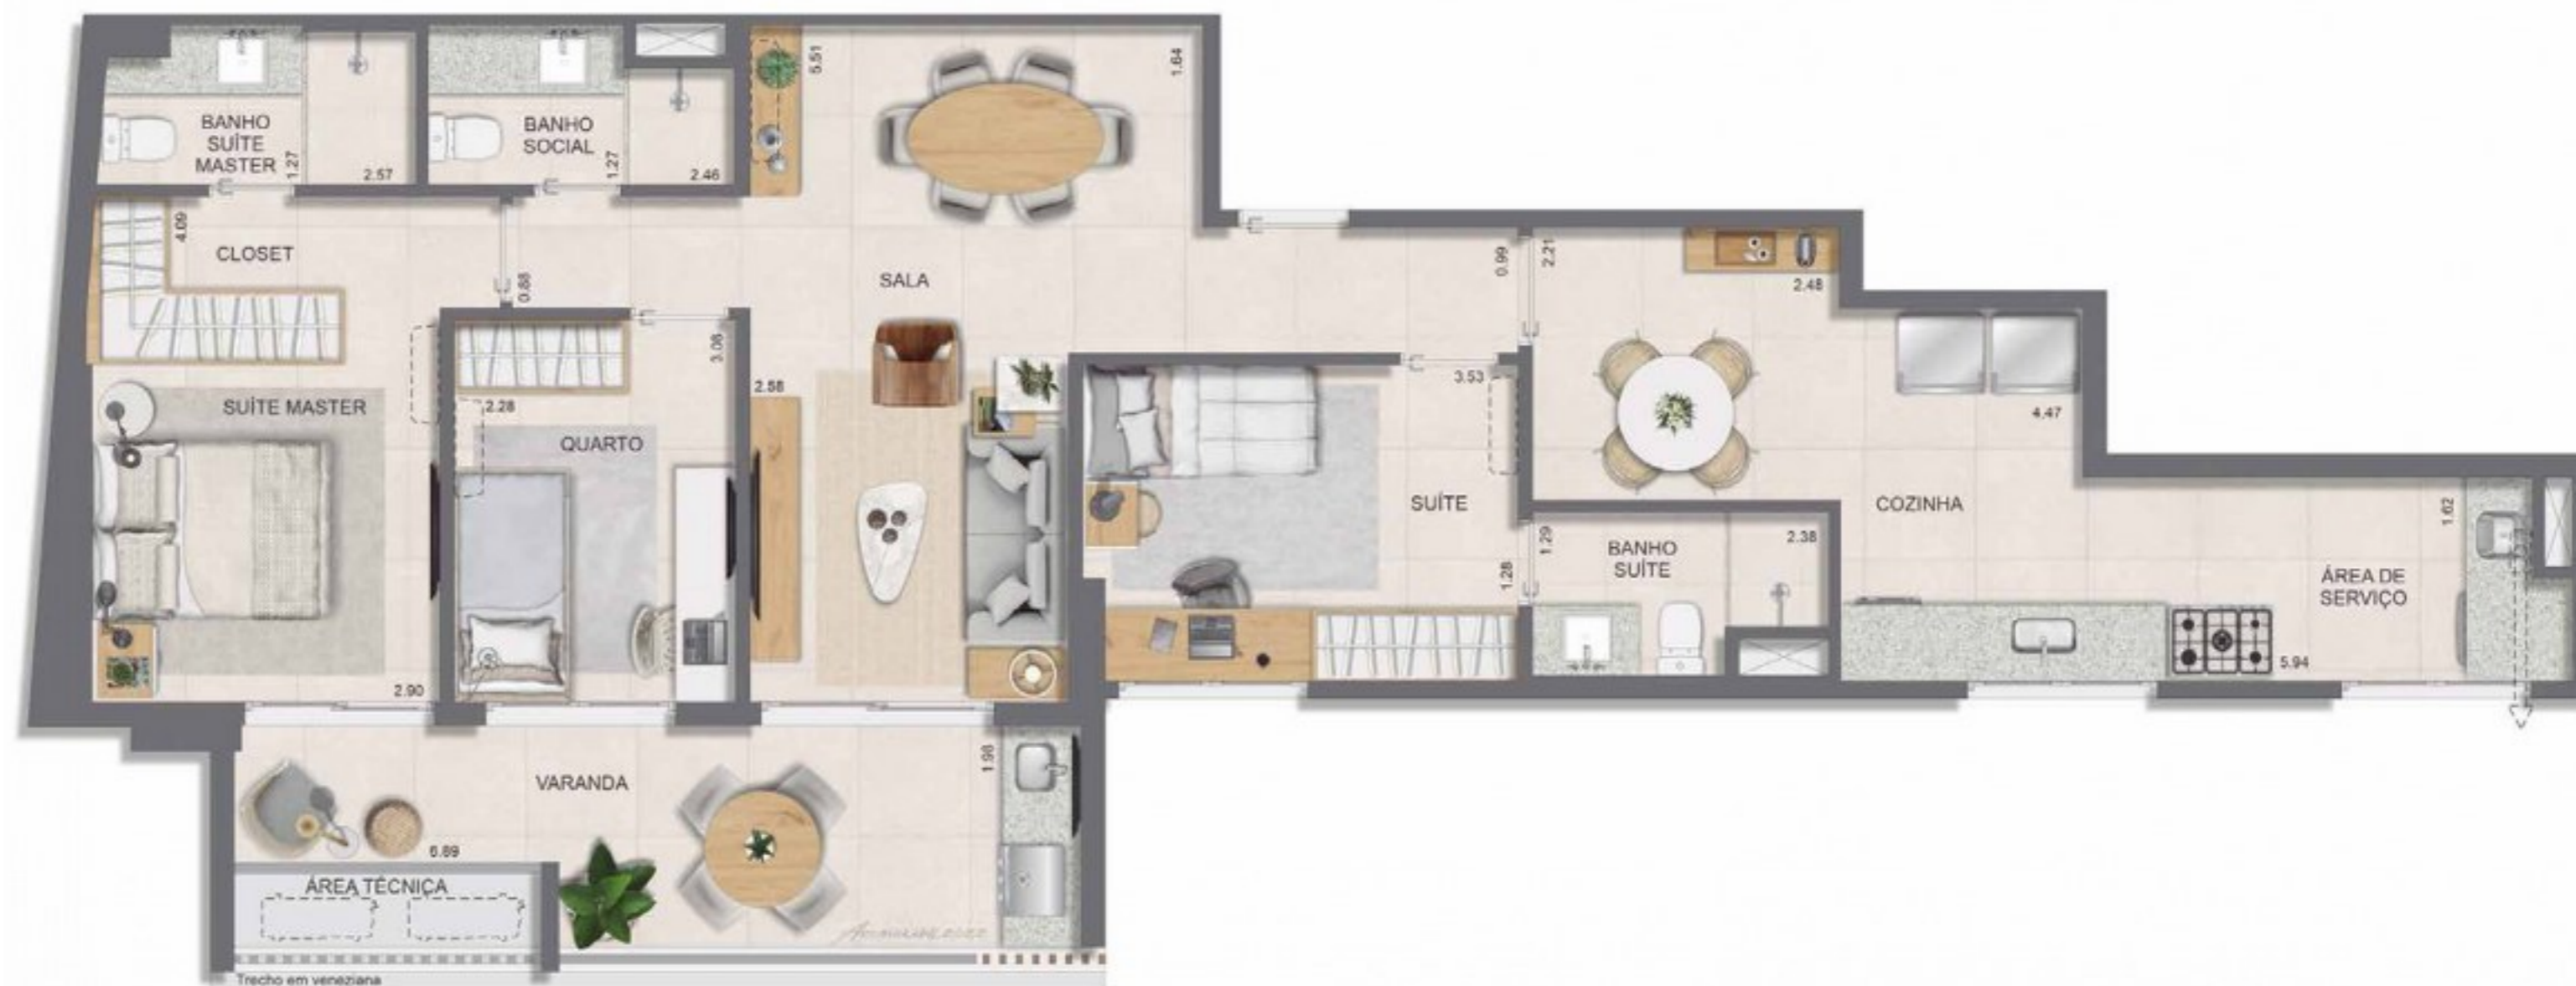 BANHO
SUÍTE
MASTER
1.27
2.57
BANHO
SOCIAL
1.27
2.46
5.51
1.64
4.09
CLOSET
0.88
SALA
0.99
2.21
2.48
3.08
2.58
3.53
SUÍTE MASTER
2.28
QUARTO
4.47
SUÍTE
COZINHA
1.62
1.29
BANHO
SUÍTE
2.38
1.28
ÁREA DE
SERVIÇO
5.94
2.90
VARANDA
1.98
6.89
ÁREA TÉCNICA
Trecho em veneziana